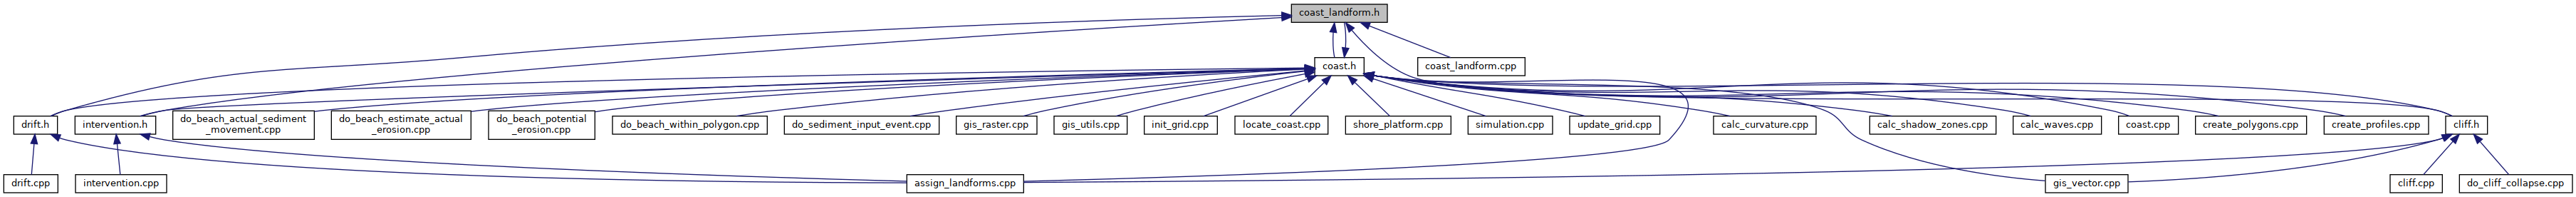 coast_landform.h
coast.h
coast_landform.cpp
drift.h
intervention.h
do_beach_actual_sediment
_movement.cpp
do_beach_estimate_actual
_erosion.cpp
do_beach_potential
_erosion.cpp
do_beach_within_polygon.cpp
do_sediment_input_event.cpp
gis_raster.cpp
gis_utils.cpp
init_grid.cpp
locate_coast.cpp
shore_platform.cpp
simulation.cpp
update_grid.cpp
calc_curvature.cpp
calc_shadow_zones.cpp
calc_waves.cpp
coast.cpp
create_polygons.cpp
create_profiles.cpp
cliff.h
drift.cpp
intervention.cpp
assign_landforms.cpp
gis_vector.cpp
cliff.cpp
do_cliff_collapse.cpp